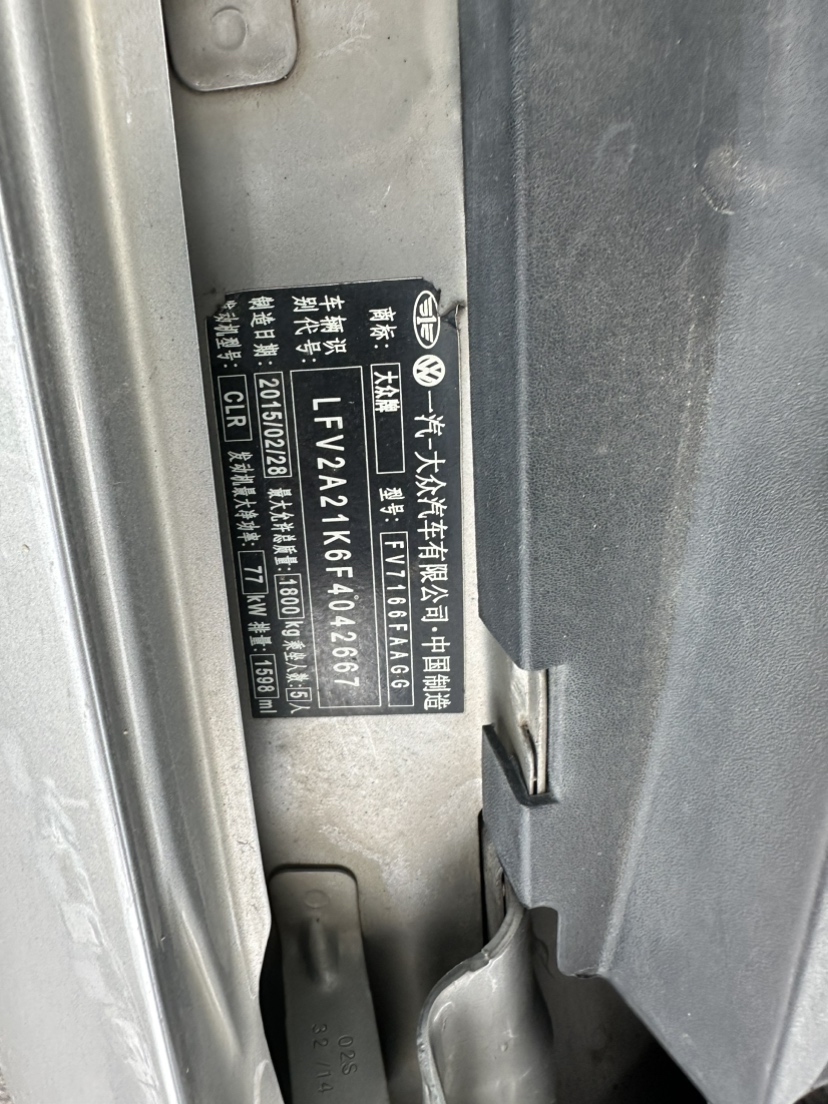 一汽-大众汽车有限公司·中国制造
商标: 大众牌 型号: FV7166FAAGG
车辆识别代号: LFV2A21K6F4042667
制造日期: 2015/02/28 最大允许总质量: 1800 kg 乘坐人数: 5 人
发动机型号: CLR 发动机最大净功率: 77 kW 排量: 1598 ml
02S
32/14